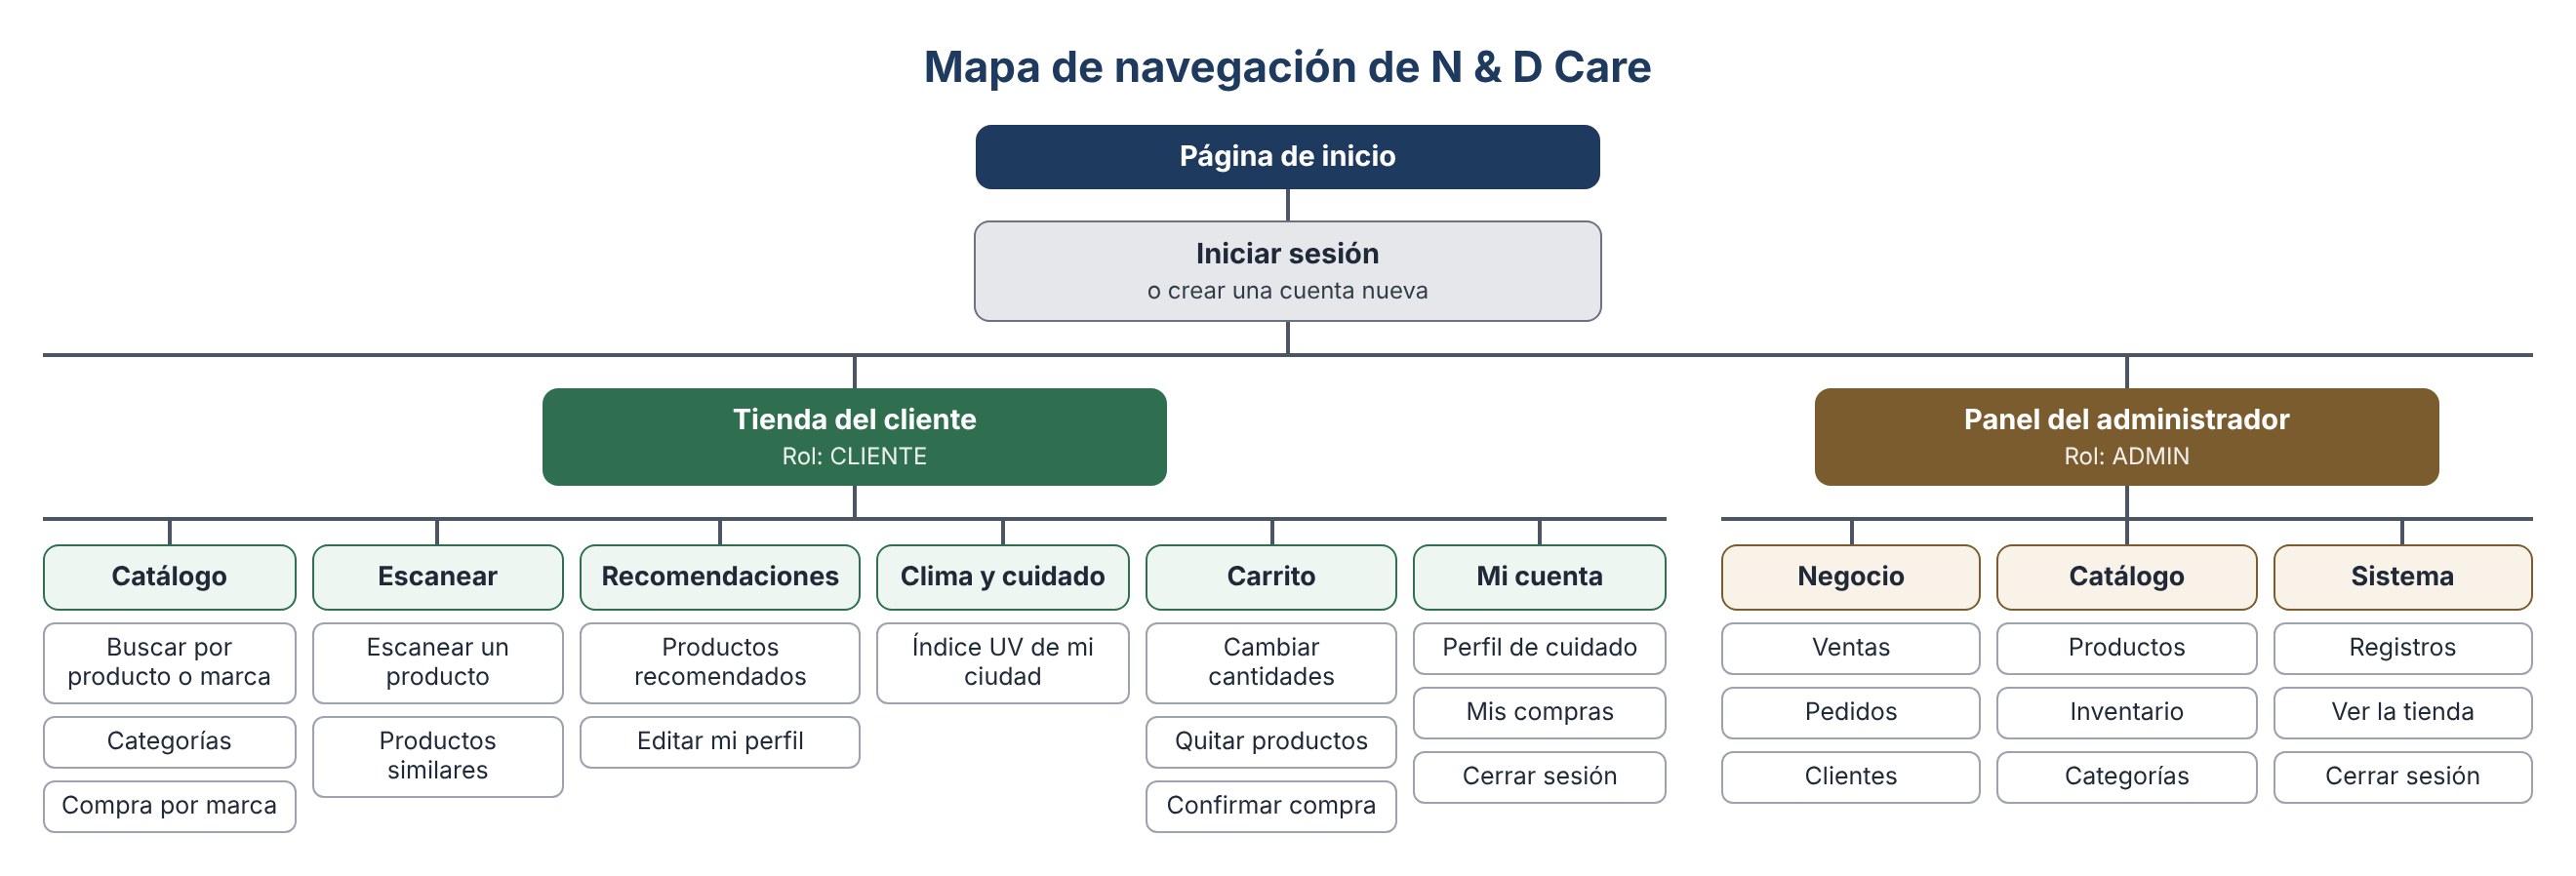 Mapa de navegación de N & D Care
Página de inicio
Iniciar sesión
o crear una cuenta nueva
Tienda del cliente
Rol: CLIENTE
Panel del administrador
Rol: ADMIN
Catálogo
Buscar por
producto o marca
Categorías
Compra por marca
Escanear
Escanear un
producto
Productos
similares
Recomendaciones
Productos
recomendados
Editar mi perfil
Clima y cuidado
Índice UV de mi
ciudad
Carrito
Cambiar
cantidades
Quitar productos
Confirmar compra
Mi cuenta
Perfil de cuidado
Mis compras
Cerrar sesión
Negocio
Ventas
Pedidos
Clientes
Catálogo
Productos
Inventario
Categorías
Sistema
Registros
Ver la tienda
Cerrar sesión